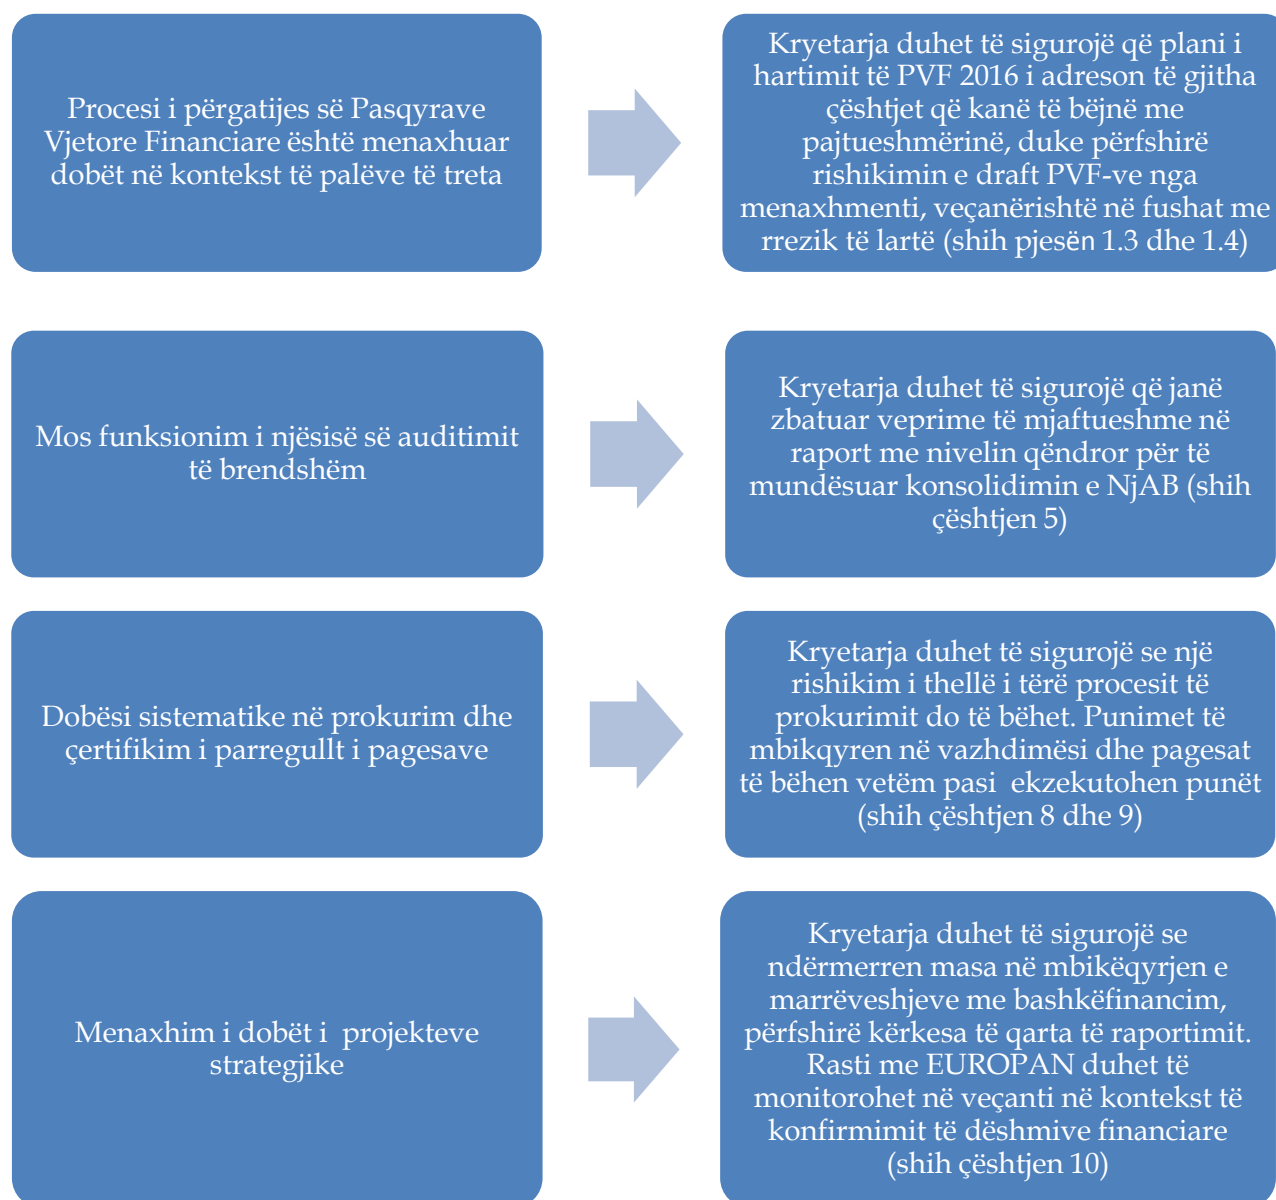 Procesi i përgatijes së Pasqyrave
Vjetore Financiare është menaxhuar
dobët në kontekst të palëve të treta
Kryetarja duhet të sigurojë që plani i
hartimit të PVF 2016 i adreson të gjitha
çështjet që kanë të bëjnë me
pajtueshmërinë, duke përfshirë
rishikimin e draft PVF-ve nga
menaxhmenti, veçanërishtë në fushat me
rrezik të lartë (shih pjesën 1.3 dhe 1.4)
Mos funksionim i njësisë së auditimit
të brendshëm
Kryetarja duhet të sigurojë që janë
zbatuar veprime të mjaftueshme në
raport me nivelin qëndror për të
mundësuar konsolidimin e NjAB (shih
çështjen 5)
Dobësi sistematike në prokurim dhe
çertifikim i parregullt i pagesave
Kryetarja duhet të sigurojë se një
rishikim i thellë i tërë procesit të
prokurimit do të bëhet. Punimet të
mbikqyren në vazhdimësi dhe pagesat
të bëhen vetëm pasi  ekzekutohen punët
(shih çështjen 8 dhe 9)
Menaxhim i dobët i  projekteve
strategjike
Kryetarja duhet të sigurojë se
ndërmerren masa në mbikëqyrjen e
marrëveshjeve me bashkëfinancim,
përfshirë kërkesa të qarta të raportimit.
Rasti me EUROPAN duhet të
monitorohet në veçanti në kontekst të
konfirmimit të dëshmive financiare
(shih çështjen 10)